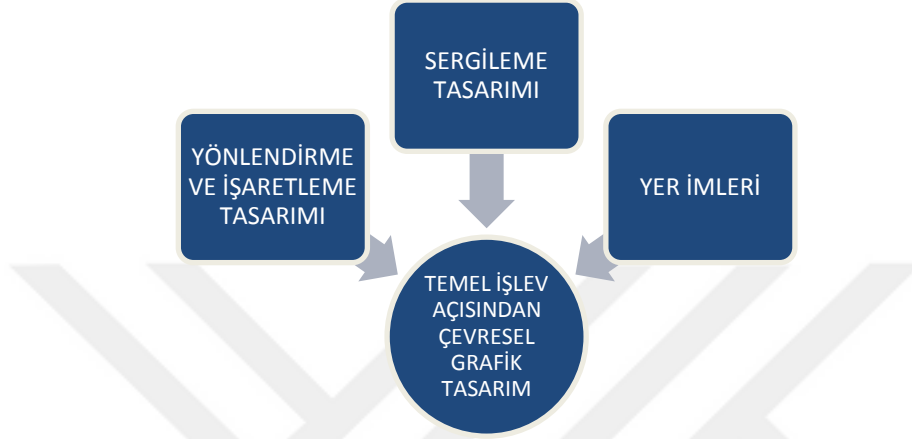 SERGİLEME
TASARIMI
YÖNLENDİRME
VE İŞARETLEME
TASARIMI
YER İMLERİ
TEMEL İŞLEV
AÇISINDAN
ÇEVRESEL
GRAFİK
TASARIM